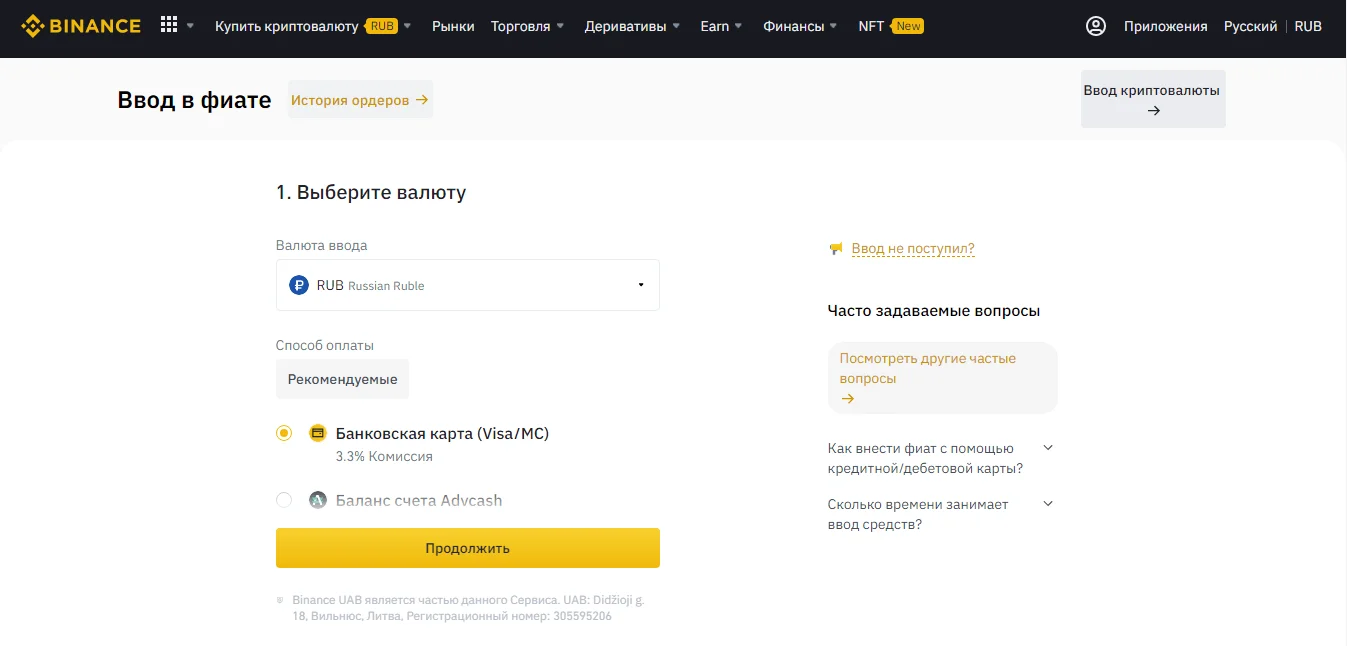 BINANCE Купить криптовалюту RUB Рынки Торговля Деривативы Earn Финансы NFT New Приложения Русский | RUB
Ввод в фиате
История ордеров →
Ввод криптовалюты
→
1. Выберите валюту
Валюта ввода
RUB Russian Ruble
Способ оплаты
Рекомендуемые
Банковская карта (Visa/MC)
3.3% Комиссия
Баланс счета Advcash
Продолжить
Binance UAB является частью данного Сервиса. UAB: Didžioji g.
18, Вильнюс, Литва, Регистрационный номер: 305595206
Ввод не поступил?
Часто задаваемые вопросы
Посмотреть другие частые
вопросы
→
Как внести фиат с помощью
кредитной/дебетовой карты?
Сколько времени занимает
ввод средств?